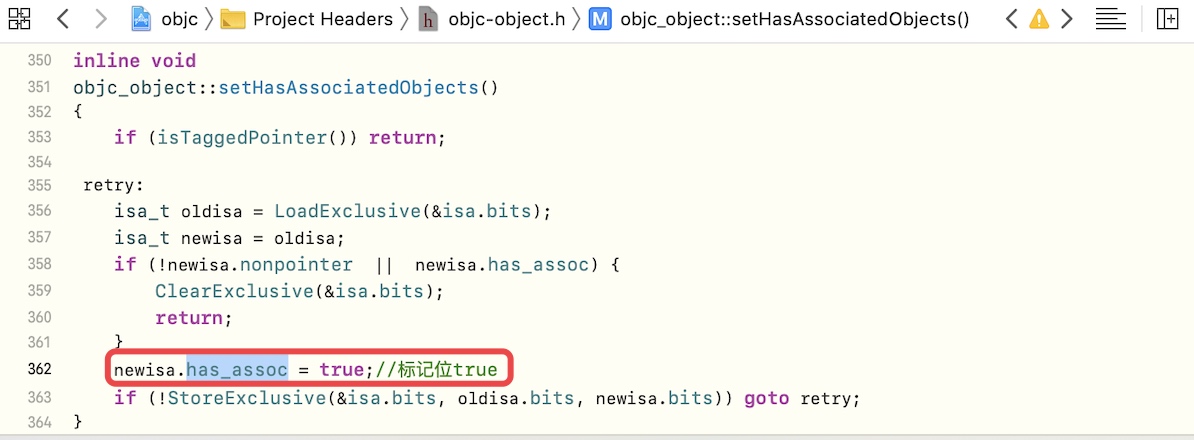 objc 〉 Project Headers 〉 h objc-object.h 〉 M objc_object::setHasAssociatedObjects()
350 inline void
351 objc_object::setHasAssociatedObjects()
352 {
353     if (isTaggedPointer()) return;
354
355  retry:
356     isa_t oldisa = LoadExclusive(&isa.bits);
357     isa_t newisa = oldisa;
358     if (!newisa.nonpointer  ||  newisa.has_assoc) {
359         ClearExclusive(&isa.bits);
360         return;
361     }
362     newisa.has_assoc = true;//标记位true
363     if (!StoreExclusive(&isa.bits, oldisa.bits, newisa.bits)) goto retry;
364 }